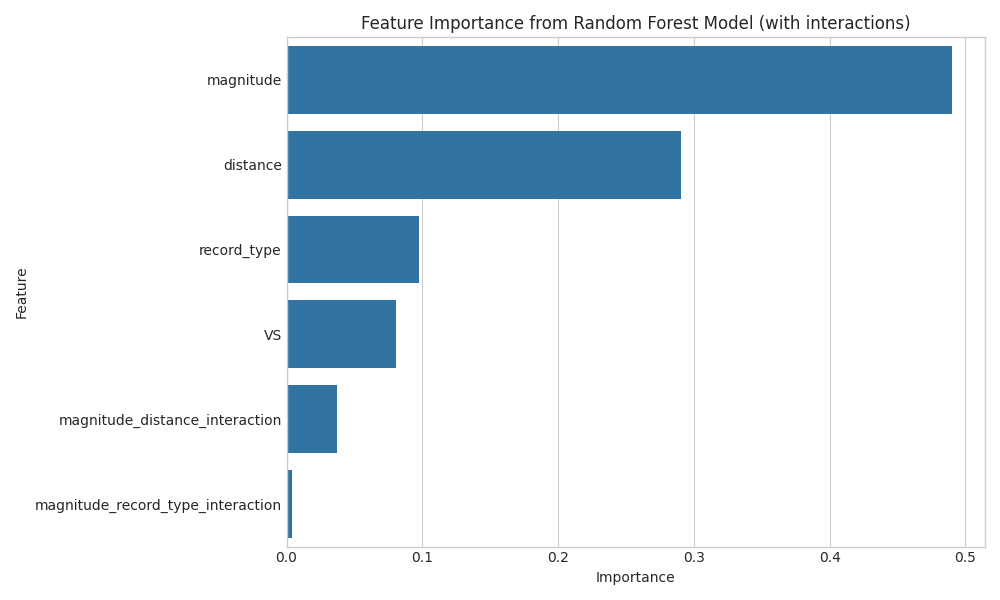 Feature Importance from Random Forest Model (with interactions)
Feature
magnitude
distance
record_type
VS
magnitude_distance_interaction
magnitude_record_type_interaction
0.0 0.1 0.2 0.3 0.4 0.5
Importance